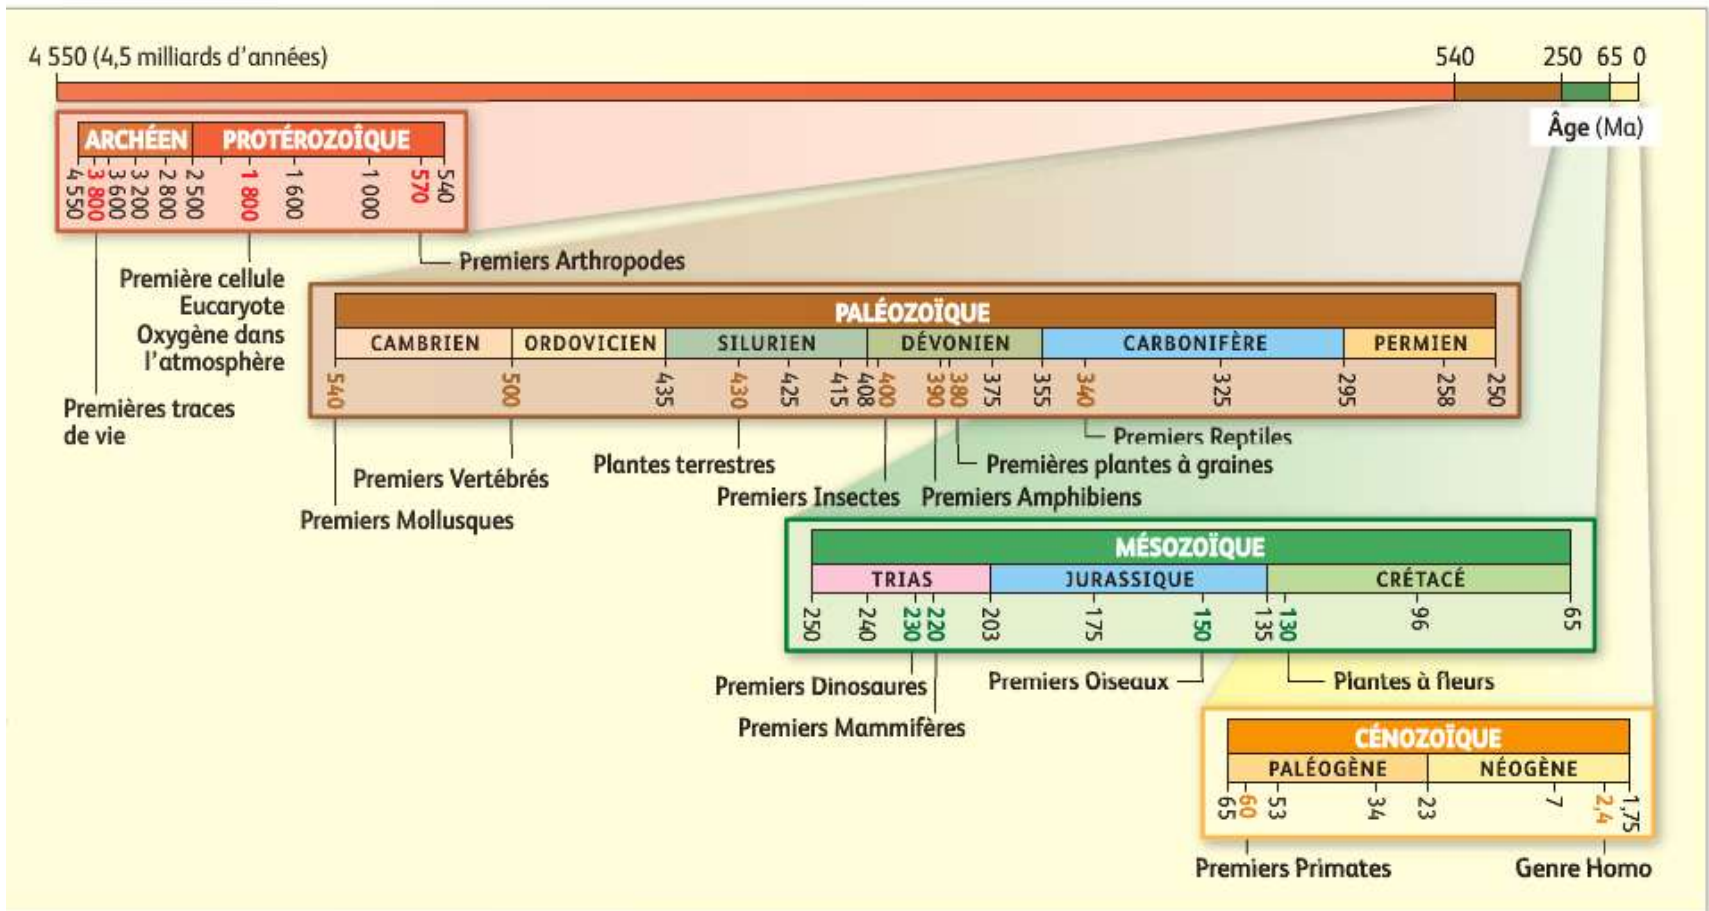 4 550 (4,5 milliards d'années)
540
250
65
0
Âge (Ma)
ARCHÉEN
PROTÉROZOÎQUE
4 550
3 800
3 600
3 200
2 800
2 500
1 800
1 600
1 000
570
540
Premiers Arthropodes
Première cellule
Eucaryote
Oxygène dans
l'atmosphère
Premières traces
de vie
PALÉOZOÏQUE
CAMBRIEN
ORDOVICIEN
SILURIEN
DÉVONIEN
CARBONIFÈRE
PERMIEN
540
500
435
430
425
415
408
400
390
380
375
355
340
325
295
258
250
Premiers Reptiles
Plantes terrestres
Premières plantes à graines
Premiers Vertébrés
Premiers Insectes
Premiers Amphibiens
Premiers Mollusques
MÉSOZOÏQUE
TRIAS
JURASSIQUE
CRÉTACÉ
250
240
230
220
203
175
150
135
130
96
65
Premiers Dinosaures
Premiers Oiseaux
Plantes à fleurs
Premiers Mammifères
CÉNOZOÏQUE
PALÉOGÈNE
NÉOGÈNE
65
60
53
34
23
7
2,4
1,75
Premiers Primates
Genre Homo